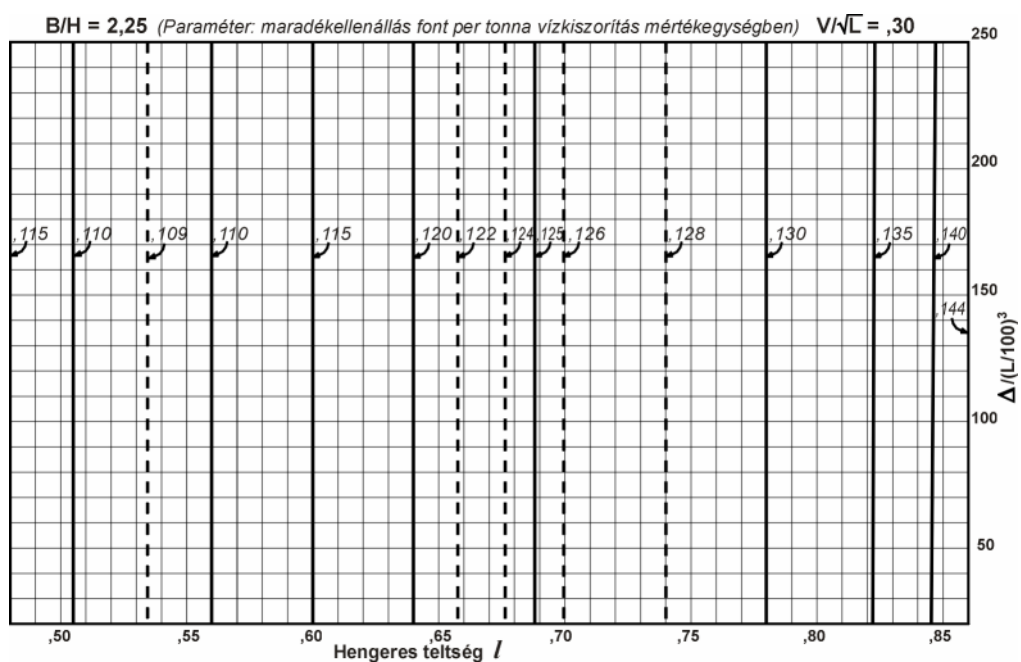 B/H = 2,25 (Paraméter: maradékellenállás font per tonna vízkiszorítás mértékegységben) V/√L = ,30
250
200
,115 ,110 ,109 ,110 ,115 ,120 ,122 ,124 ,125 ,126 ,128 ,130 ,135 ,140
150
,144
Δ/(L/100)³
100
50
,50 ,55 ,60 ,65 ,70 ,75 ,80 ,85
Hengeres teltség l